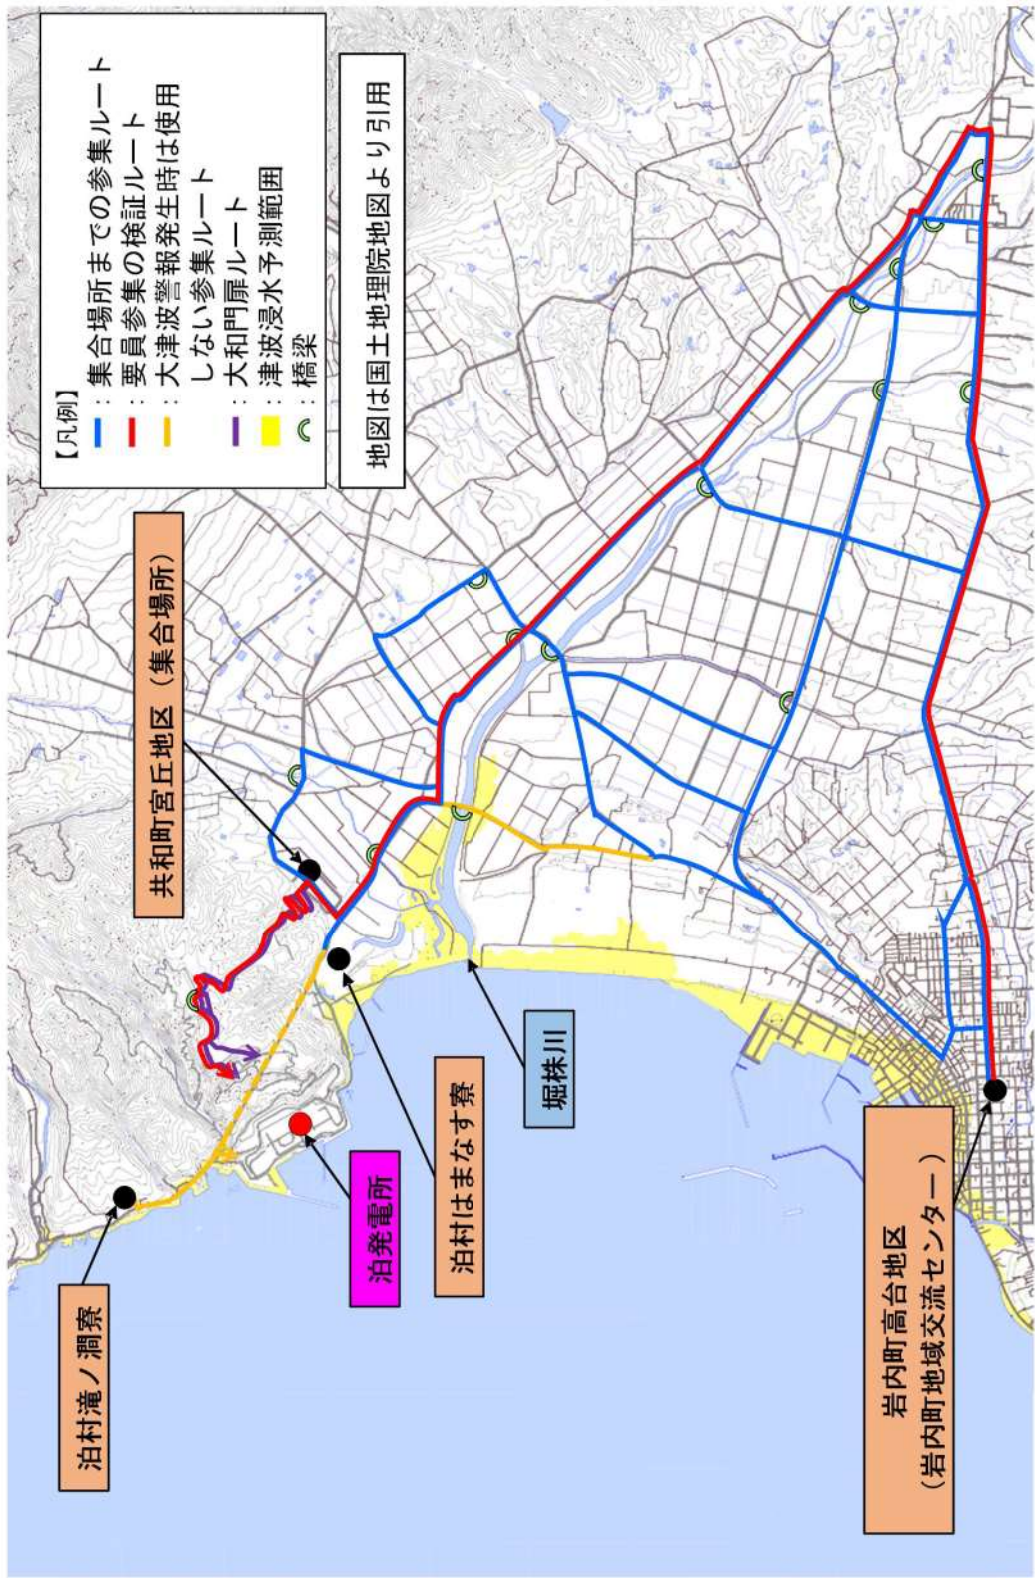 【凡例】
：集合場所までの参集ルート
：要員参集の検証ルート
：大津波警報発生時は使用
しない参集ルート
：大和門扉ルート
：津波浸水予測範囲
：橋梁
地図は国土地理院地図より引用
泊村滝ノ澗寮
共和町宮丘地区（集合場所）
泊発電所
泊村はまなす寮
堀株川
岩内町高台地区
（岩内町地域交流センター）